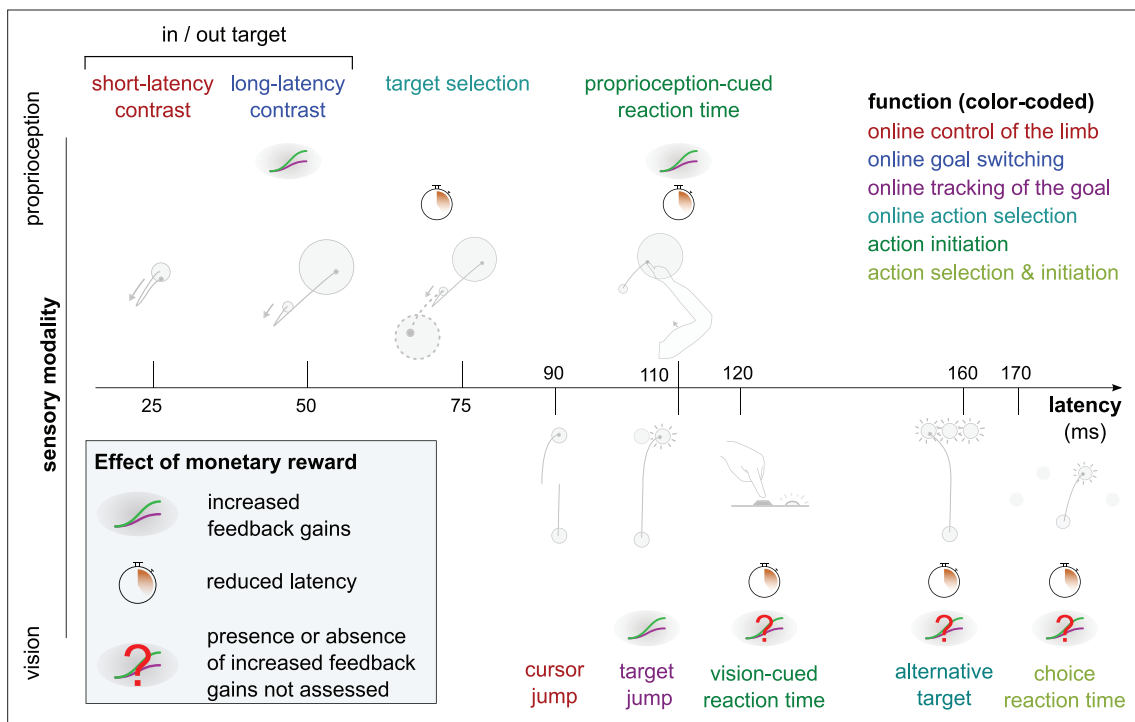 in / out target
short-latency
contrast
long-latency
contrast
target selection
proprioception-cued
reaction time
function (color-coded)
online control of the limb
online goal switching
online tracking of the goal
online action selection
action initiation
action selection & initiation
proprioception
sensory modality
vision
25
50
75
90
110
120
160
170
latency
(ms)
Effect of monetary reward
increased
feedback gains
reduced latency
?
presence or absence
of increased feedback
gains not assessed
?
?
?
cursor
jump
target
jump
vision-cued
reaction time
alternative
target
choice
reaction time